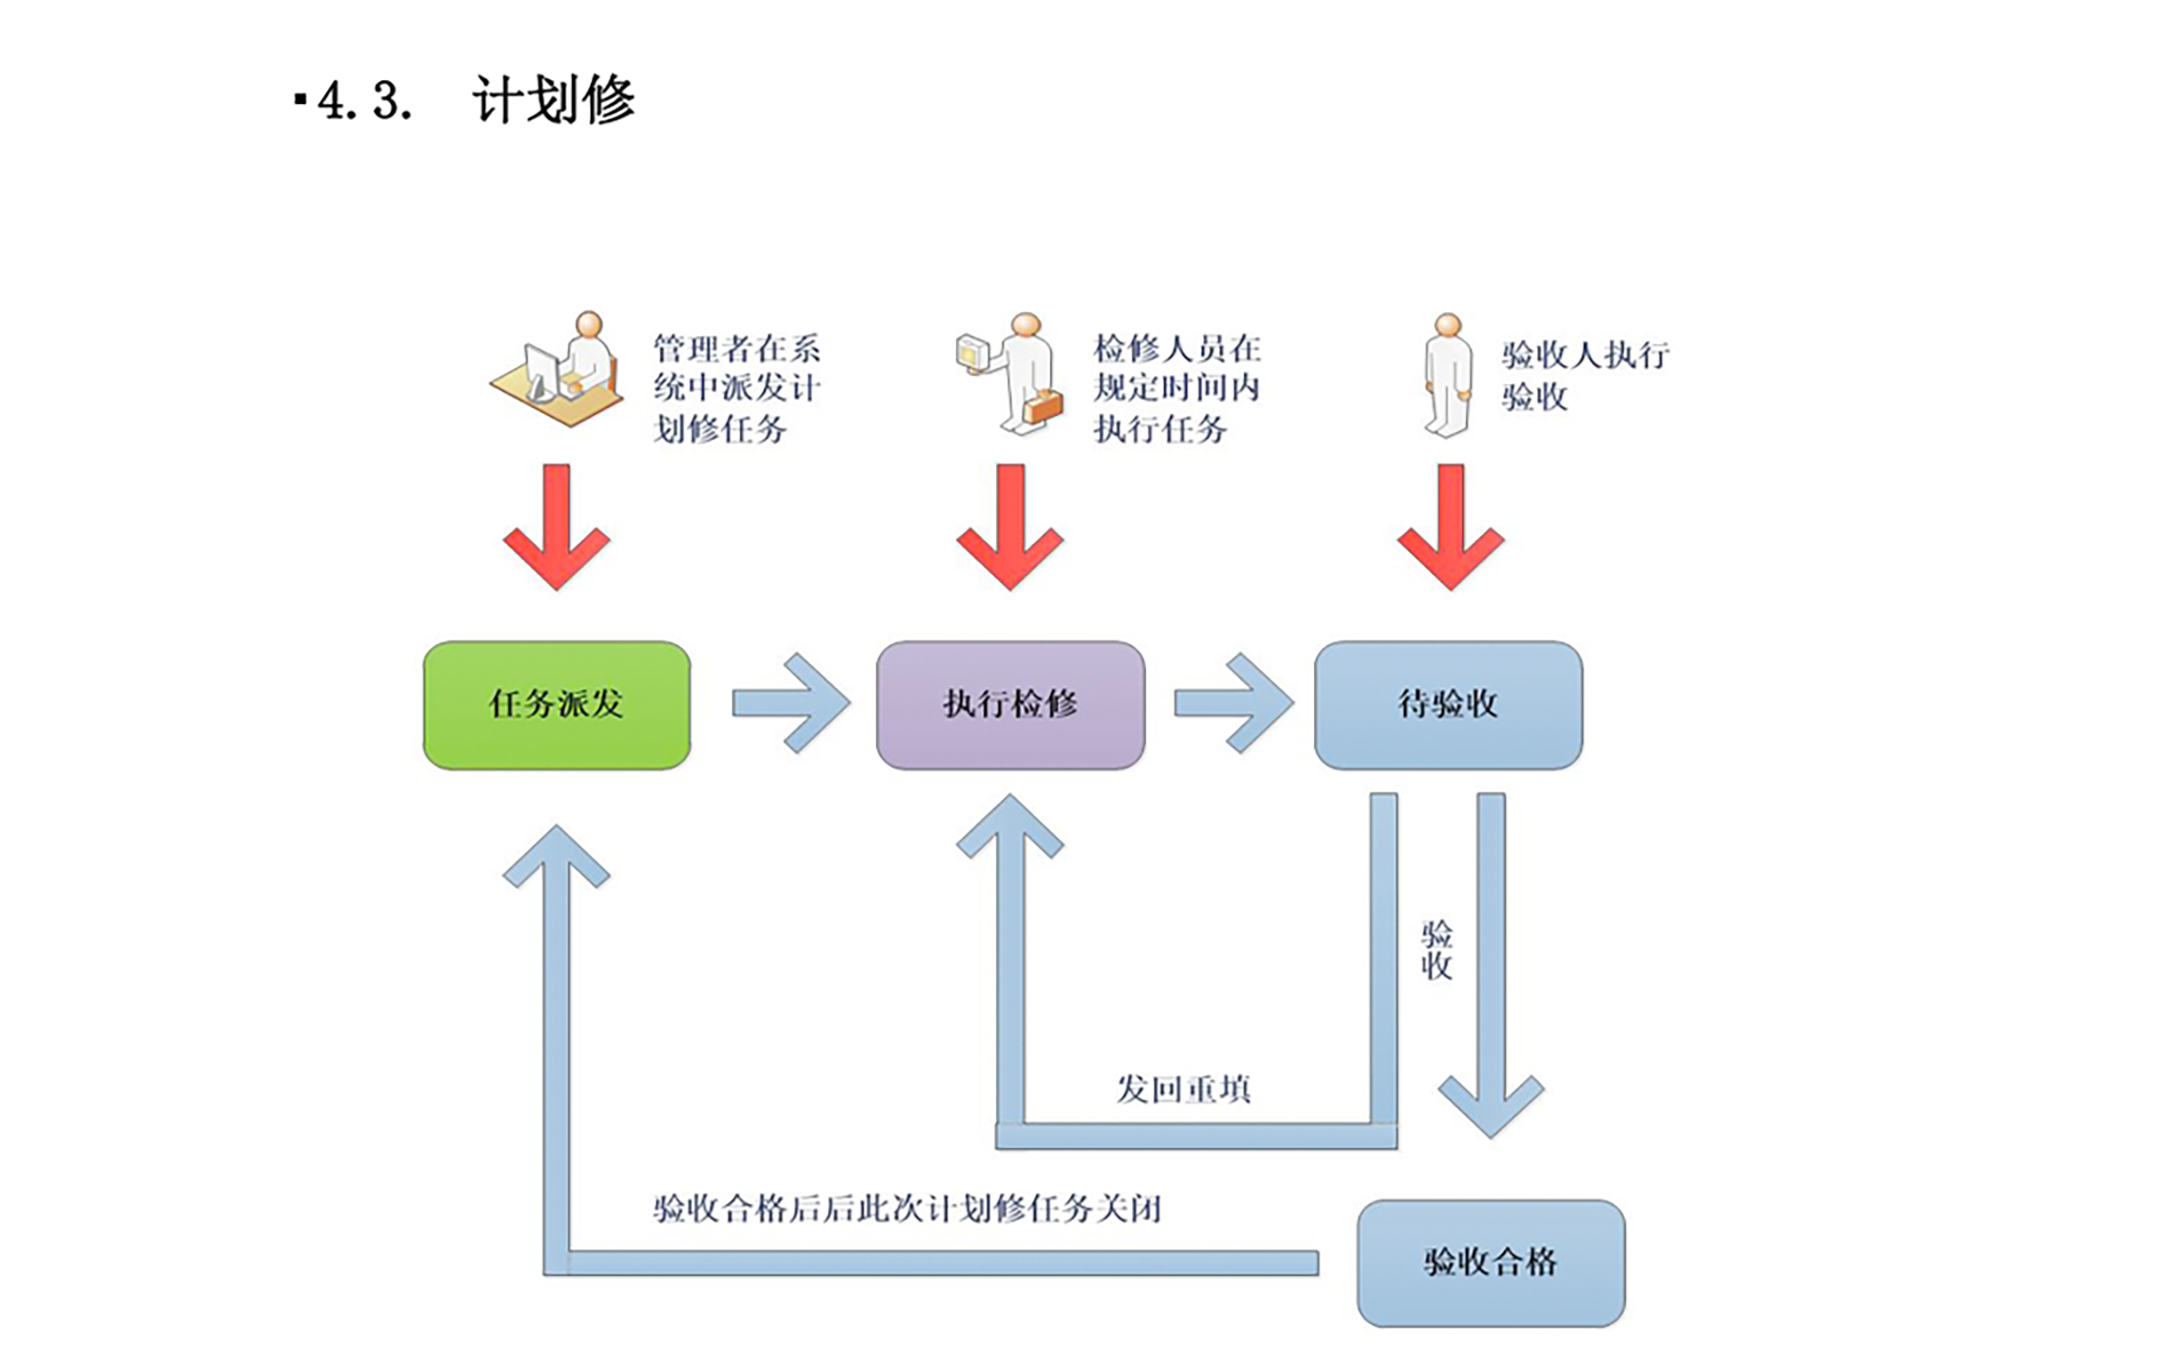 ▪4.3. 计划修
管理者在系
统中派发计
划修任务
检修人员在
规定时间内
执行任务
验收人执行
验收
任务派发
执行检修
待验收
验
收
发回重填
验收合格后后此次计划修任务关闭
验收合格